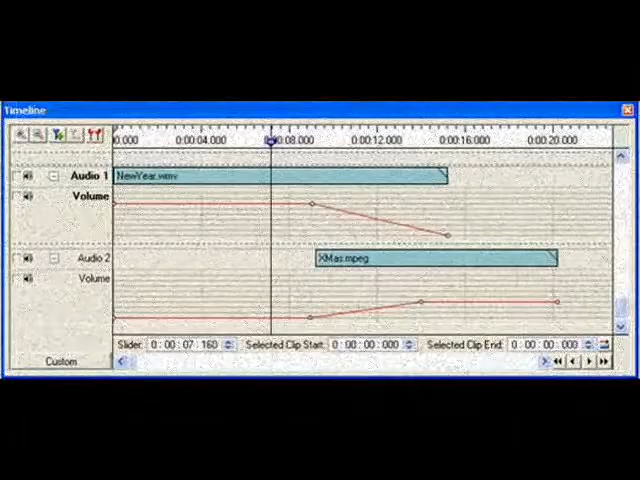 Timeline
0.000 0:00:04.000 0:00:08.000 0:00:12.000 0:00:16.000 0:00:20.000
Audio 1 NewYear.wmv
Volume
Audio 2 XMas.mpeg
Volume
Slider: 0 : 00 : 07 . 160 Selected Clip Start: 0 : 00 : 00 . 000 Selected Clip End: 0 : 00 : 00 . 000
Custom